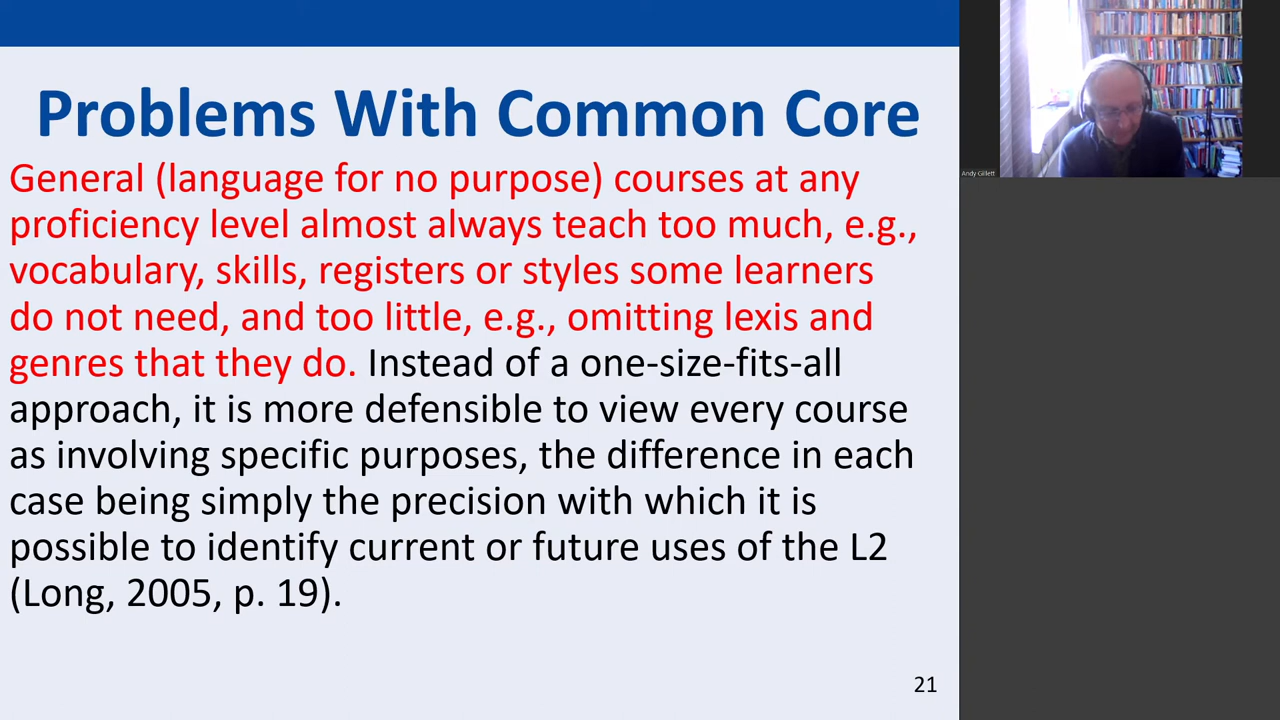 Problems With Common Core
General (language for no purpose) courses at any
proficiency level almost always teach too much, e.g.,
vocabulary, skills, registers or styles some learners
do not need, and too little, e.g., omitting lexis and
genres that they do. Instead of a one-size-fits-all
approach, it is more defensible to view every course
as involving specific purposes, the difference in each
case being simply the precision with which it is
possible to identify current or future uses of the L2
(Long, 2005, p. 19).
21
Andy Gillett